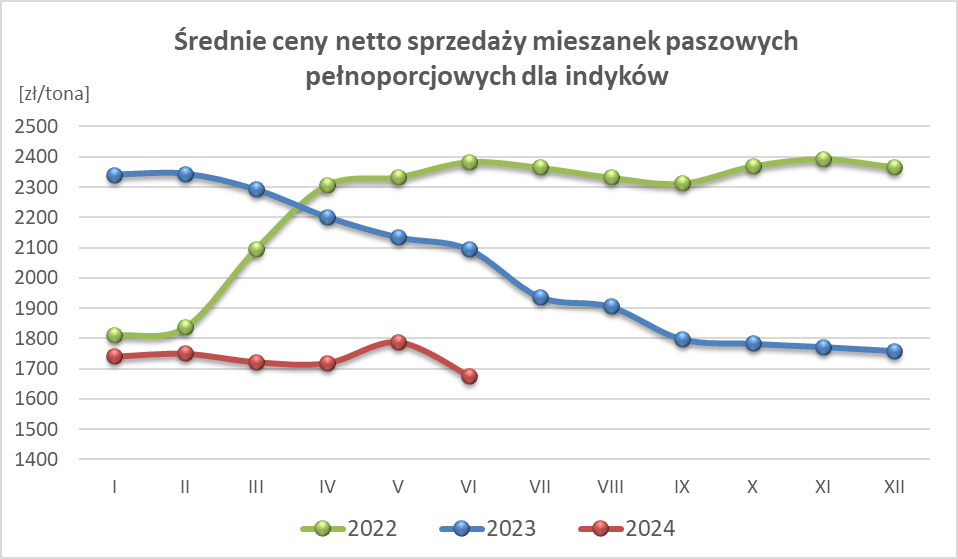 Średnie ceny netto sprzedaży mieszanek paszowych
pełnoporcjowych dla indyków
[zł/tona]
2500
2400
2300
2200
2100
2000
1900
1800
1700
1600
1500
1400
I II III IV V VI VII VIII IX X XI XII
2022 2023 2024